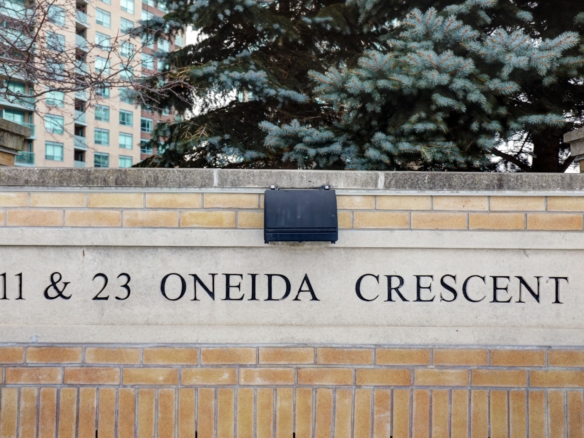 11 & 23 ONEIDA CRESCENT